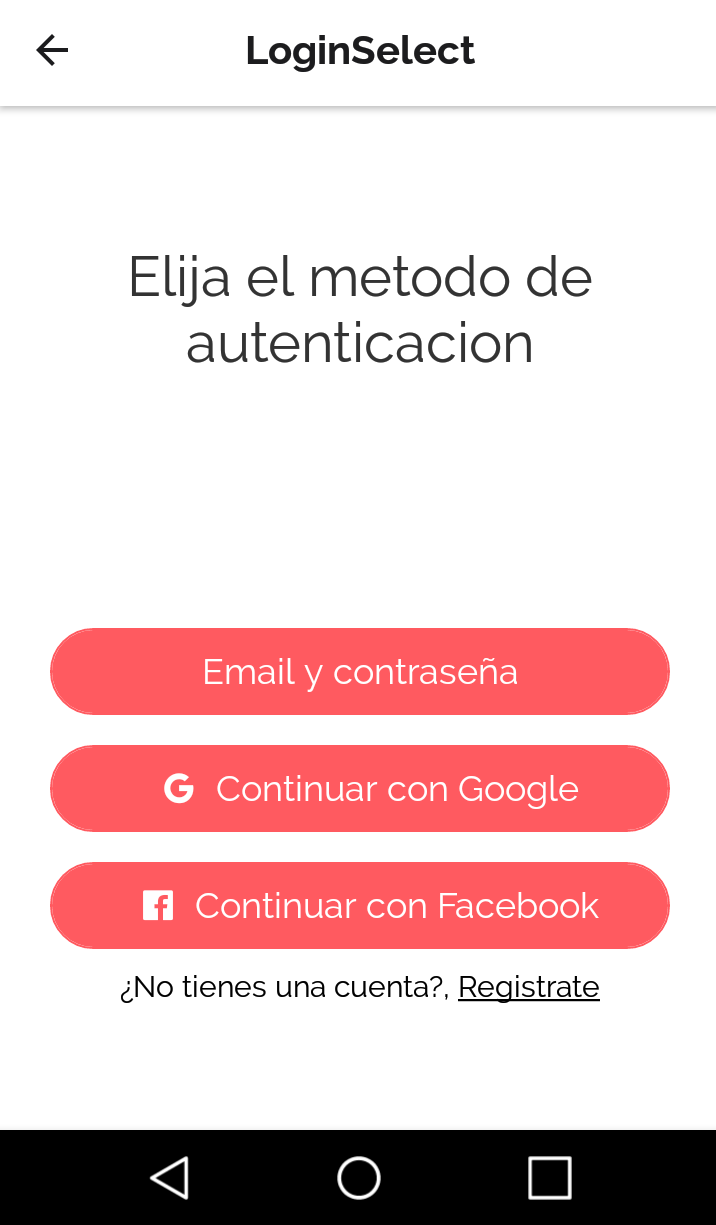 LoginSelect
Elija el metodo de
autenticacion
Email y contraseña
Continuar con Google
Continuar con Facebook
¿No tienes una cuenta?, Registrate